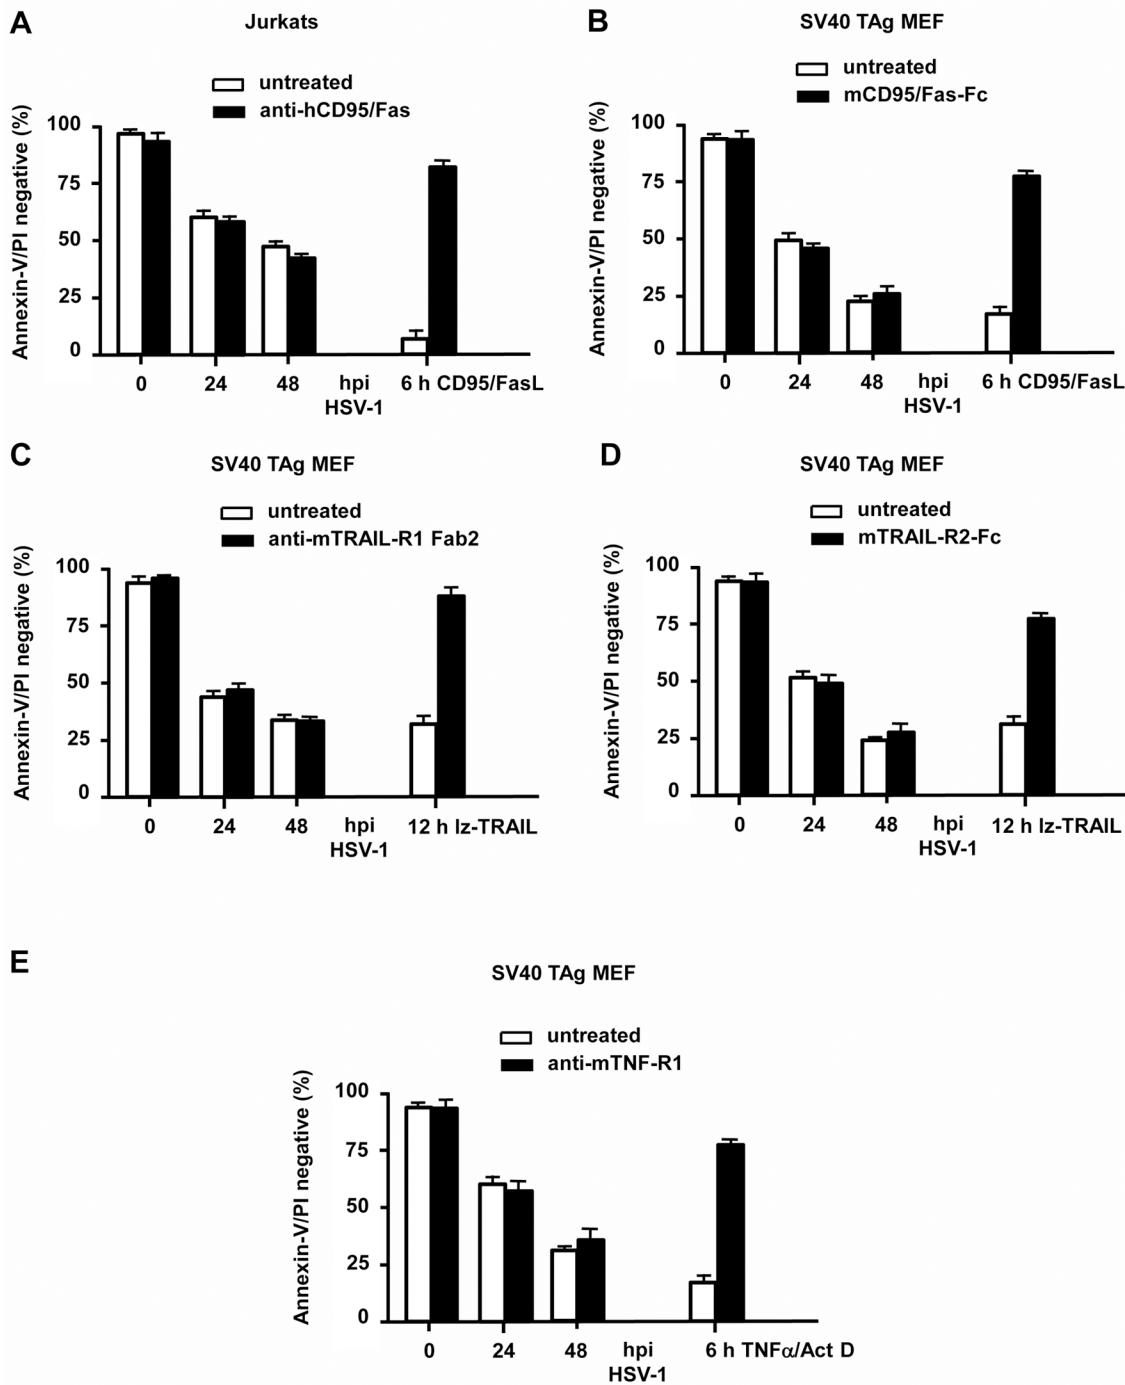 A
Jurkats
untreated
anti-hCD95/Fas
Annexin-V/PI negative (%)
100
75
50
25
0
0 24 48 hpi 6 h CD95/FasL
HSV-1
B
SV40 TAg MEF
untreated
mCD95/Fas-Fc
Annexin-V/PI negative (%)
100
75
50
25
0
0 24 48 hpi 6 h CD95/FasL
HSV-1
C
SV40 TAg MEF
untreated
anti-mTRAIL-R1 Fab2
Annexin-V/PI negative (%)
100
75
50
25
0
0 24 48 hpi 12 h lz-TRAIL
HSV-1
D
SV40 TAg MEF
untreated
mTRAIL-R2-Fc
Annexin-V/PI negative (%)
100
75
50
25
0
0 24 48 hpi 12 h lz-TRAIL
HSV-1
E
SV40 TAg MEF
untreated
anti-mTNF-R1
Annexin-V/PI negative (%)
100
75
50
25
0
0 24 48 hpi 6 h TNFα/Act D
HSV-1